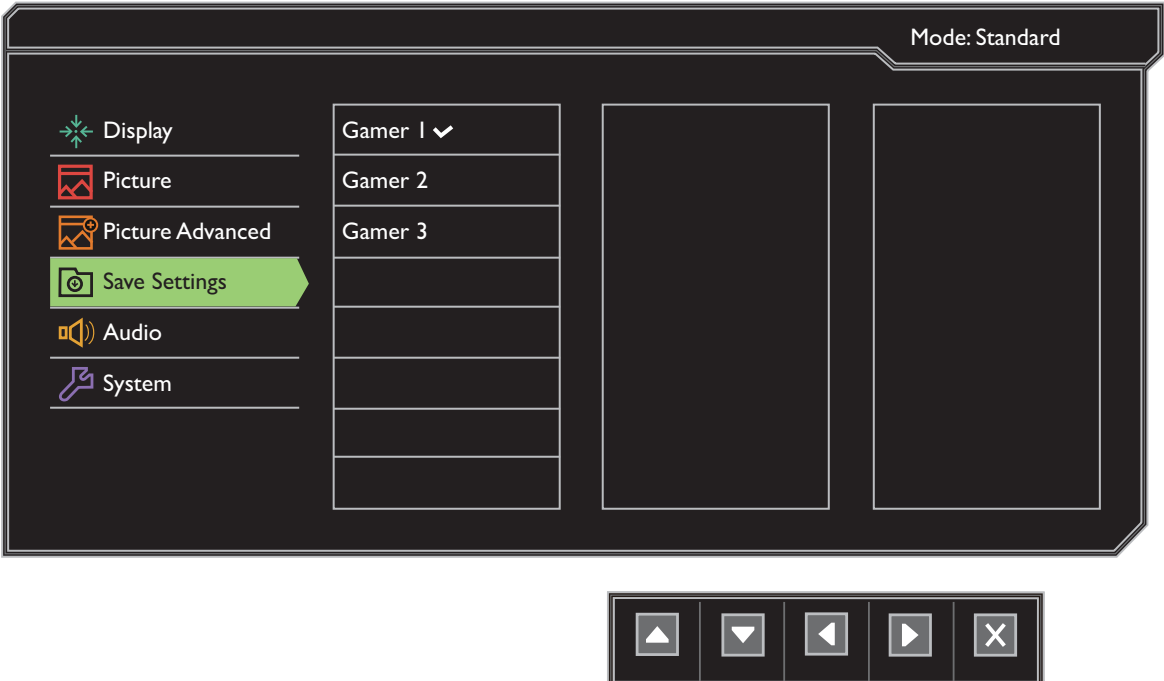 Mode: Standard
Display
Picture
Picture Advanced
Save Settings
Audio
System
Gamer 1
Gamer 2
Gamer 3
X